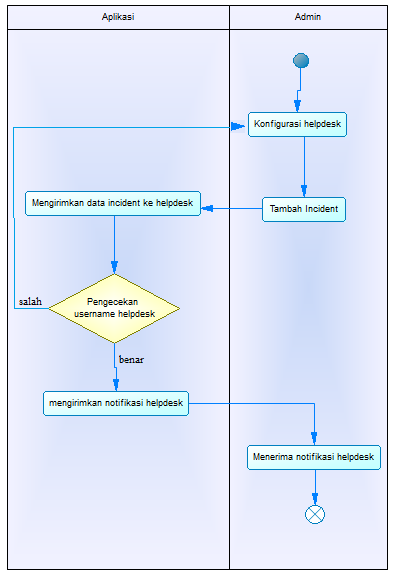 Aplikasi
Admin
Konfigurasi helpdesk
Mengirimkan data incident ke helpdesk
Tambah Incident
Pengecekan
username helpdesk
salah
benar
mengirimkan notifikasi helpdesk
Menerima notifikasi helpdesk